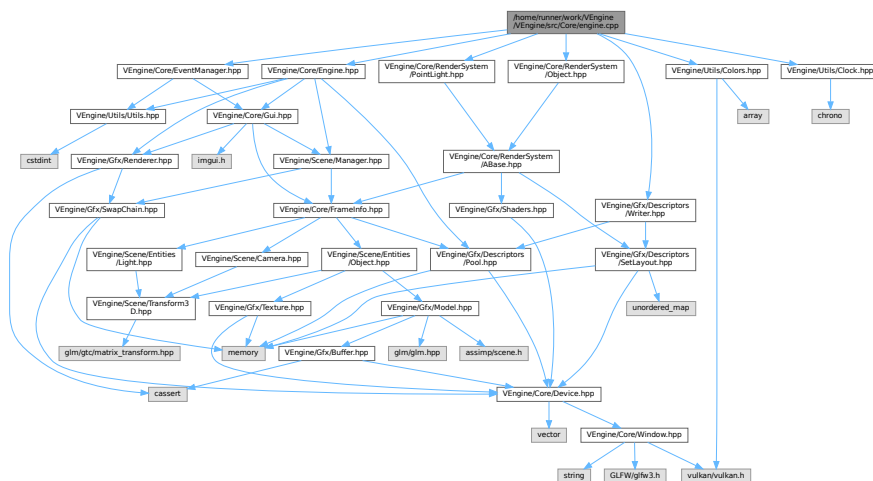 /home/runner/work/VEngine
/VEngine/src/Core/engine.cpp
VEngine/Core/EventManager.hpp
VEngine/Core/Engine.hpp
VEngine/Core/RenderSystem
/PointLight.hpp
VEngine/Core/RenderSystem
/Object.hpp
VEngine/Utils/Colors.hpp
VEngine/Utils/Clock.hpp
VEngine/Utils/Utils.hpp
VEngine/Core/Gui.hpp
array
chrono
cstdint
VEngine/Gfx/Renderer.hpp
imgui.h
VEngine/Scene/Manager.hpp
VEngine/Core/RenderSystem
/ABase.hpp
VEngine/Gfx/SwapChain.hpp
VEngine/Core/FrameInfo.hpp
VEngine/Gfx/Shaders.hpp
VEngine/Gfx/Descriptors
/Writer.hpp
VEngine/Scene/Entities
/Light.hpp
VEngine/Scene/Camera.hpp
VEngine/Scene/Entities
/Object.hpp
VEngine/Gfx/Descriptors
/Pool.hpp
VEngine/Gfx/Descriptors
/SetLayout.hpp
VEngine/Scene/Transform3
D.hpp
VEngine/Gfx/Texture.hpp
VEngine/Gfx/Model.hpp
unordered_map
glm/gtc/matrix_transform.hpp
memory
VEngine/Gfx/Buffer.hpp
glm/glm.hpp
assimp/scene.h
cassert
VEngine/Core/Device.hpp
vector
VEngine/Core/Window.hpp
string
GLFW/glfw3.h
vulkan/vulkan.h